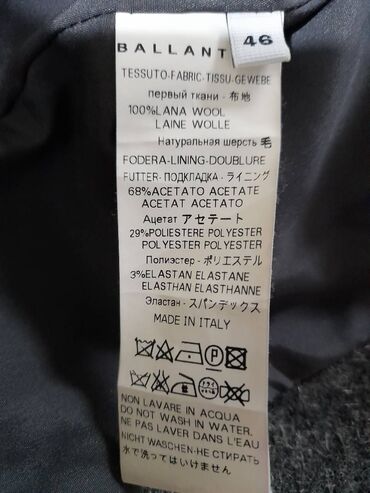 BALLANT
46
TESSUTO-FABRIC-TISSU-GEWEBE
первый ткани - 布地
100%LANA WOOL
LAINE WOLLE
Натуральная шерсть 毛
FODERA-LINING-DOUBLURE
FUTTER-ПОДКЛАДКА-ライニング
68%ACETATO ACETATE
ACETAT ACETATO
Ацетат アセテート
29%POLIESTERE POLYESTER
POLYESTER POLYESTER
Полиэстер - ポリエステル
3%ELASTAN ELASTANE
ELASTHAN ELASTHANNE
Эластан - スパンデックス
MADE IN ITALY
P
NON LAVARE IN ACQUA
DO NOT WASH IN WATER.
NE PAS LAVER DANS L'EAU
NICHT WASCHEN-НЕ СТИРАТЬ
水で洗ってはいけません